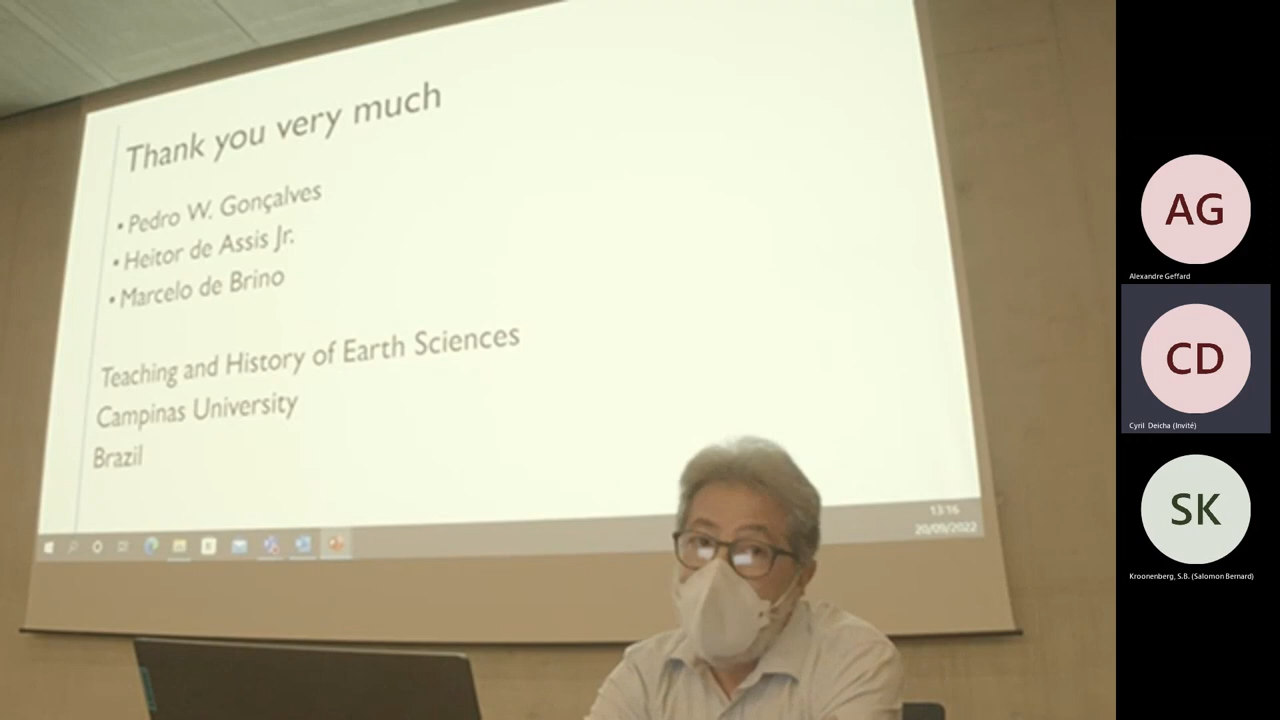 Thank you very much
• Pedro W. Gonçalves
• Heitor de Assis Jr.
• Marcelo de Brino
Teaching and History of Earth Sciences
Campinas University
Brazil
13:16
20/09/2022
AG
Alexandre Geffard
CD
Cyril Deicha (Invité)
SK
Kroonenberg, S.B. (Salomon Bernard)